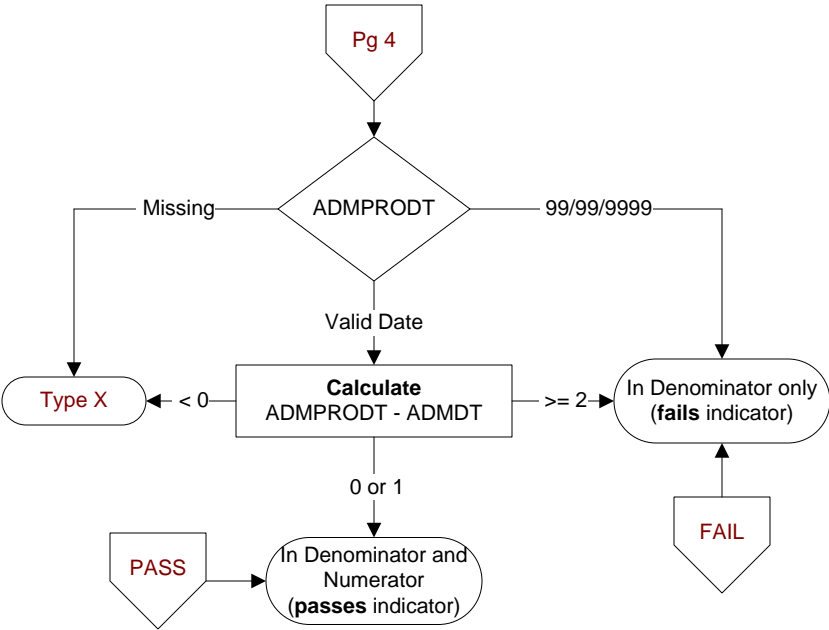 Pg 4
Missing
ADMPRODT
99/99/9999
Valid Date
Type X
< 0
Calculate
ADMPRODT - ADMDT
>= 2
In Denominator only
(fails indicator)
0 or 1
FAIL
PASS
In Denominator and
Numerator
(passes indicator)